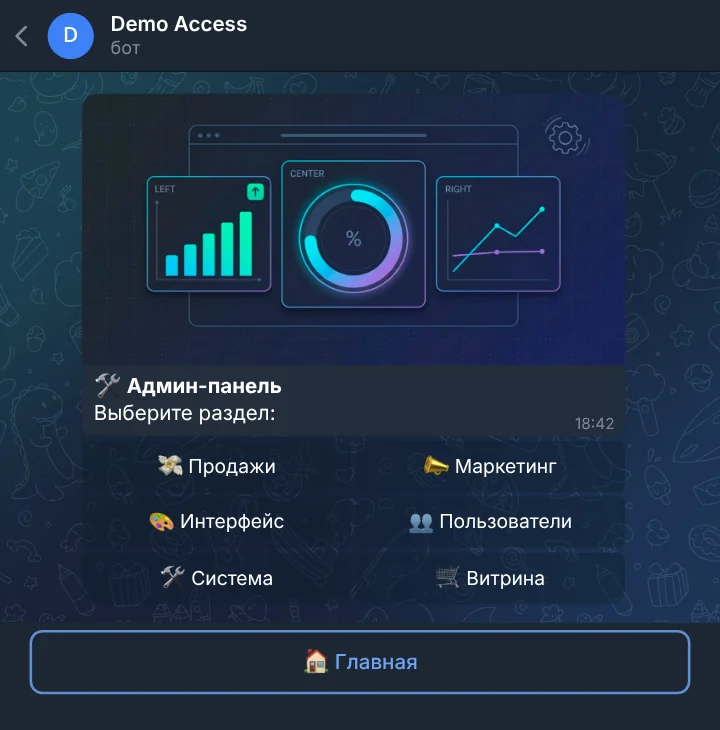 D
Demo Access
бот
LEFT
CENTER
RIGHT
%
🛠 Админ-панель
Выберите раздел:
18:42
💸 Продажи
📣 Маркетинг
🎨 Интерфейс
👥 Пользователи
🛠 Система
🛒 Витрина
🏠 Главная